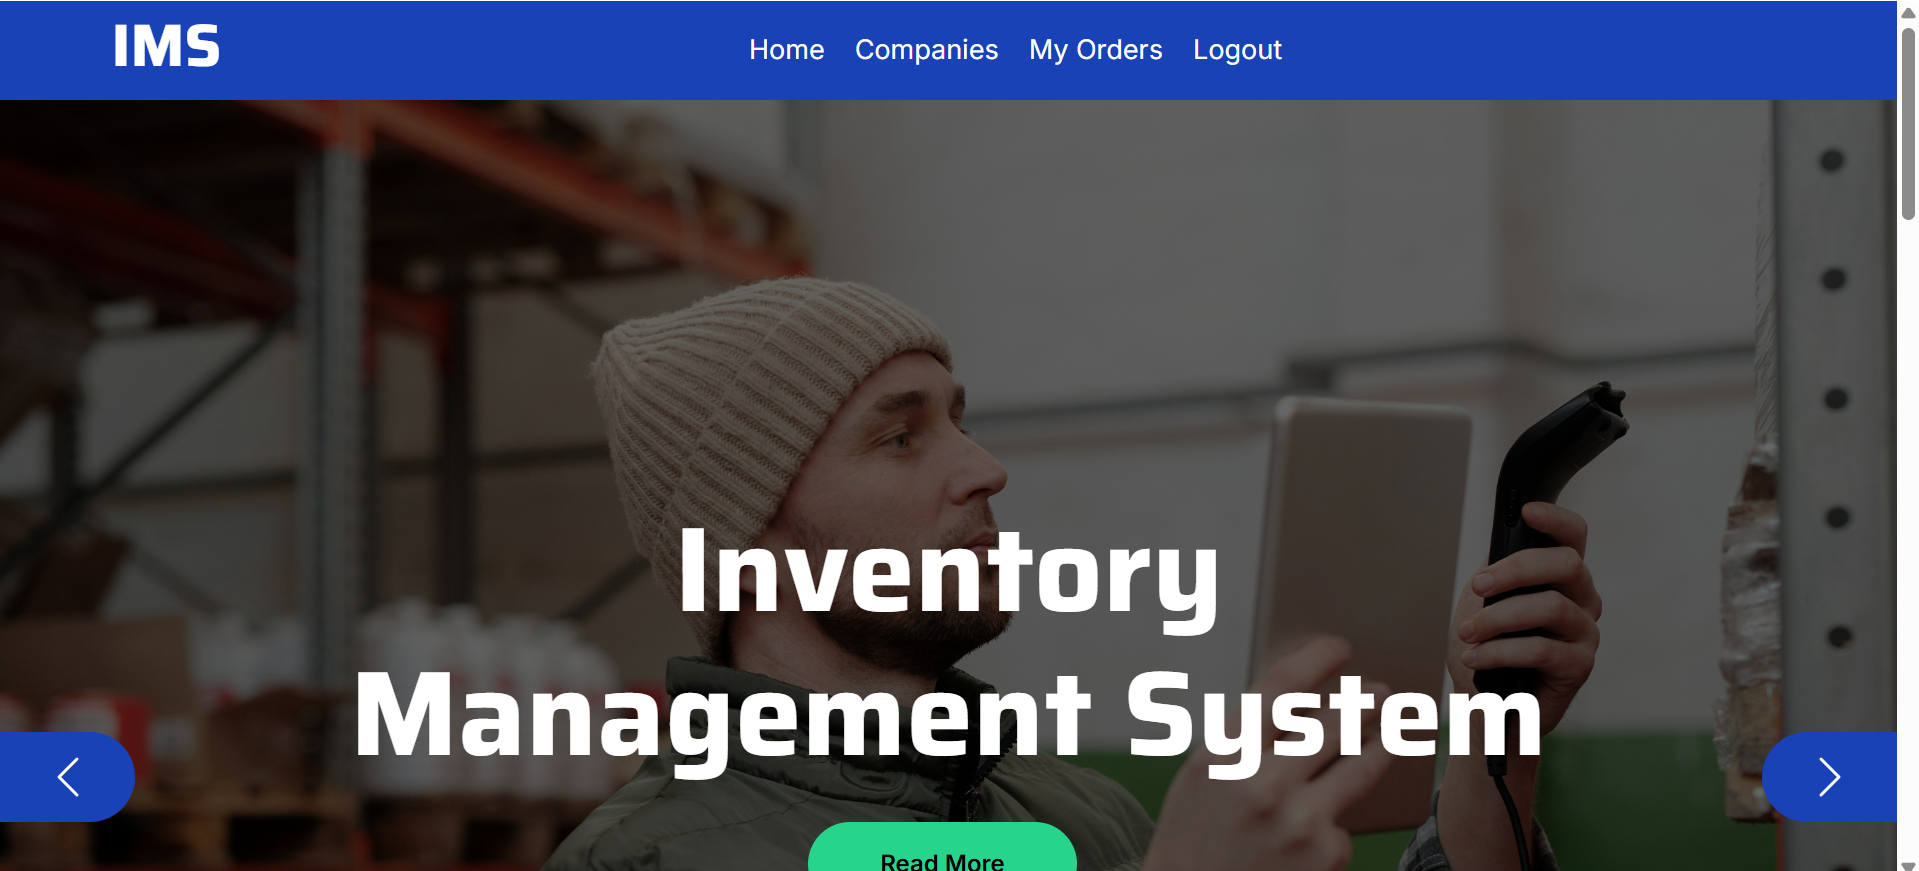 IMS
Home Companies My Orders Logout
Inventory
Management System
Read More